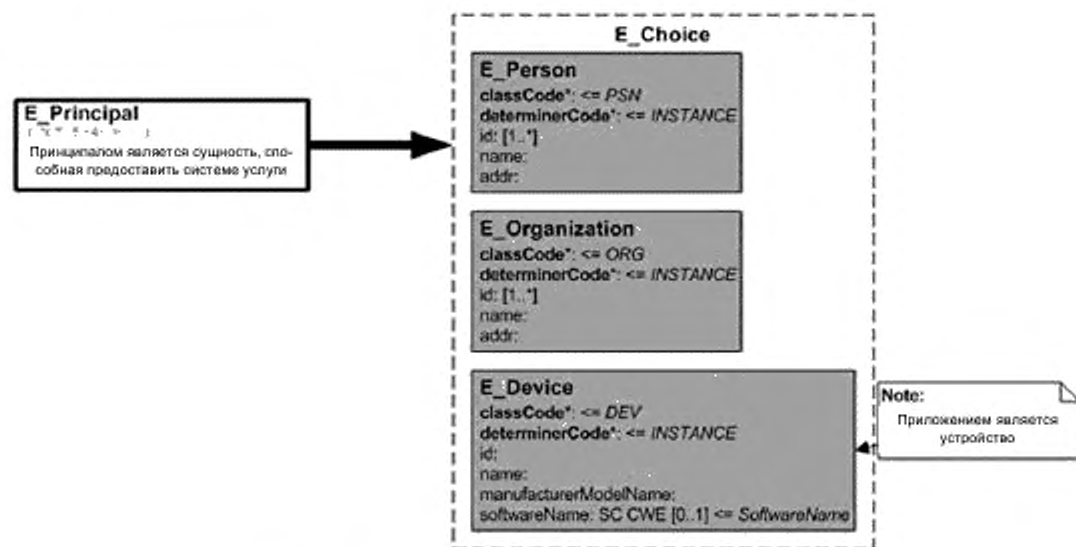 E_Choice
E_Person
classCode*: <= PSN
determinerCode*: <= INSTANCE
id: [1..*]
name:
addr:
E_Principal
Принципалом является сущность, спо-
собная предоставить системе услуги
E_Organization
classCode*: <= ORG
determinerCode*: <= INSTANCE
id: [1..*]
name:
addr:
E_Device
classCode*: <= DEV
determinerCode*: <= INSTANCE
id:
name:
manufacturerModelName:
softwareName: SC CWE [0..1] <= SoftwareName
Note:
Приложением является
устройство